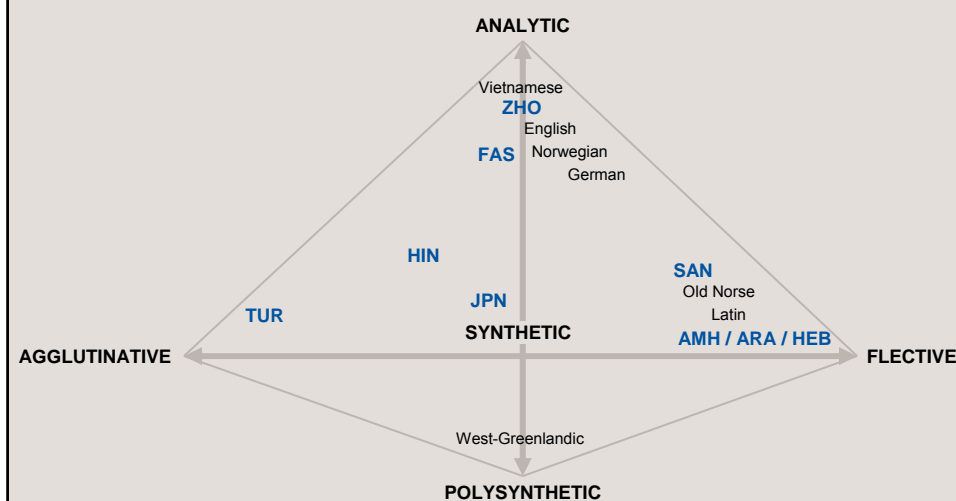 ANALYTIC
Vietnamese
ZHO
English
FAS
Norwegian
German
HIN
SAN
Old Norse
JPN
TUR
Latin
SYNTHETIC
AMH / ARA / HEB
AGGLUTINATIVE
FLECTIVE
West-Greenlandic
POLYSYNTHETIC